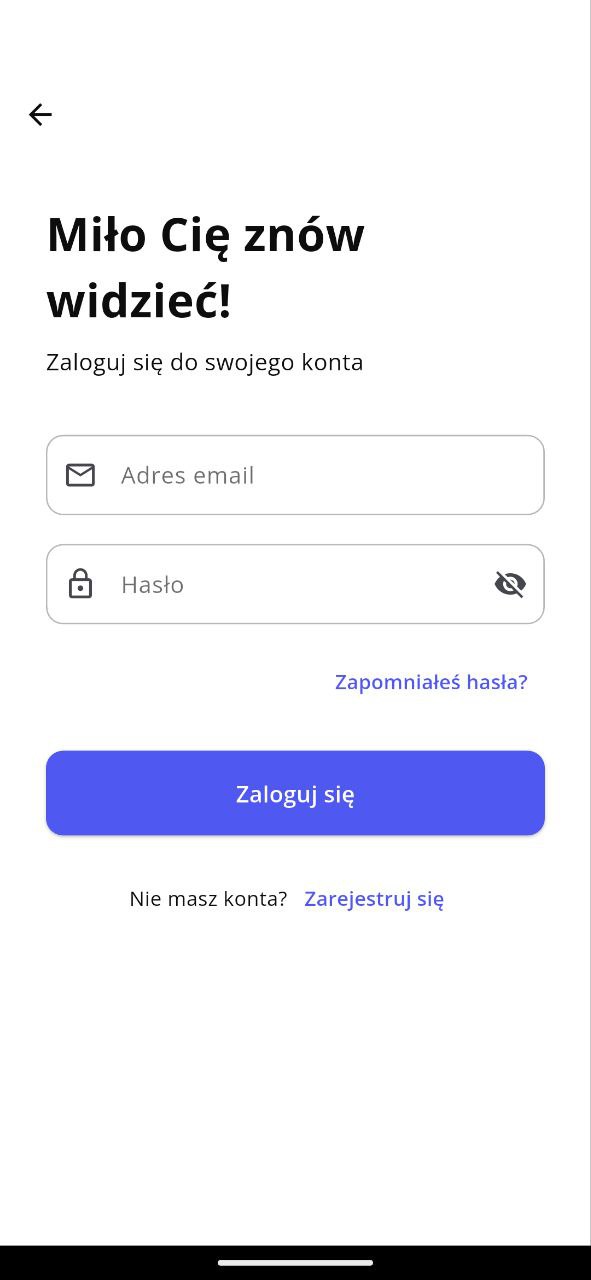 Miło Cię znów
widzieć!
Zaloguj się do swojego konta
Adres email
Hasło
Zapomniałeś hasła?
Zaloguj się
Nie masz konta? Zarejestruj się